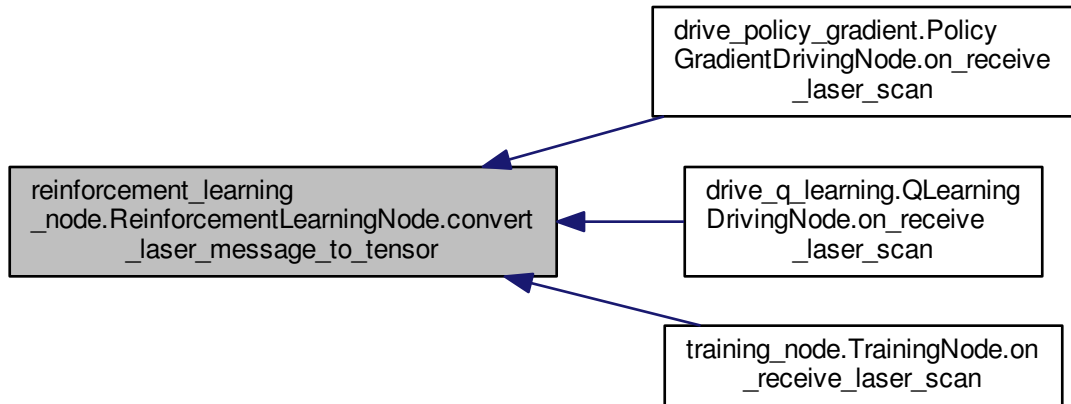 drive_policy_gradient.Policy
GradientDrivingNode.on_receive
_laser_scan
reinforcement_learning
_node.ReinforcementLearningNode.convert
_laser_message_to_tensor
drive_q_learning.QLearning
DrivingNode.on_receive
_laser_scan
training_node.TrainingNode.on
_receive_laser_scan